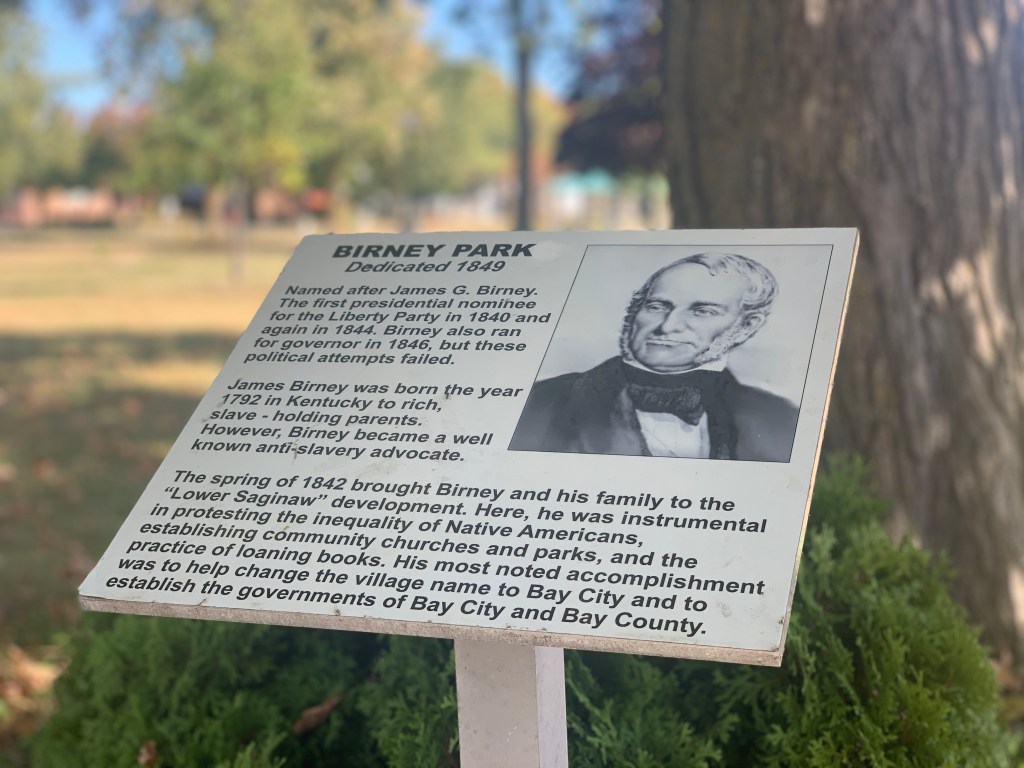 BIRNEY PARK
Dedicated 1849
Named after James G. Birney.
The first presidential nominee
for the Liberty Party in 1840 and
again in 1844. Birney also ran
for governor in 1846, but these
political attempts failed.
James Birney was born the year
1792 in Kentucky to rich,
slave - holding parents.
However, Birney became a well
known anti-slavery advocate.
The spring of 1842 brought Birney and his family to the
“Lower Saginaw” development. Here, he was instrumental
in protesting the inequality of Native Americans,
establishing community churches and parks, and the
practice of loaning books. His most noted accomplishment
was to help change the village name to Bay City and to
establish the governments of Bay City and Bay County.